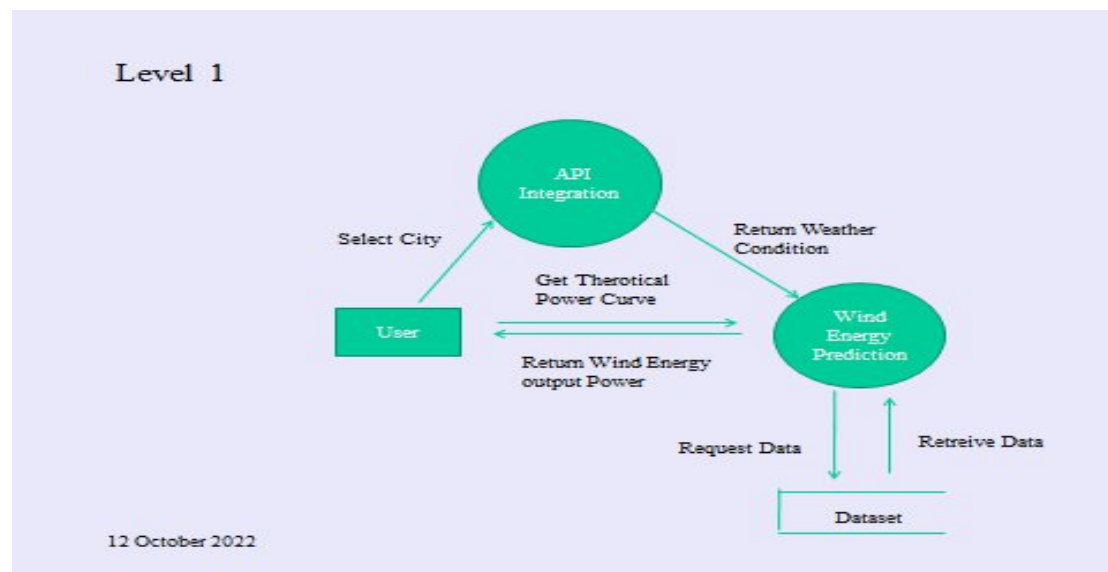 Level 1
API
Integration
Select City
Return Weather
Condition
Get Therotical
Power Curve
User
Wind
Energy
Prediction
Return Wind Energy
output Power
Request Data
Retreive Data
Dataset
12 October 2022